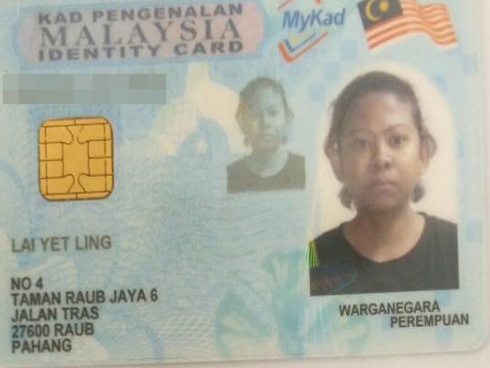 KAD PENGENALAN
MALAYSIA
IDENTITY CARD
MyKad
LAI YET LING
NO 4
TAMAN RAUB JAYA 6
JALAN TRAS
27600 RAUB
PAHANG
WARGANEGARA
PEREMPUAN